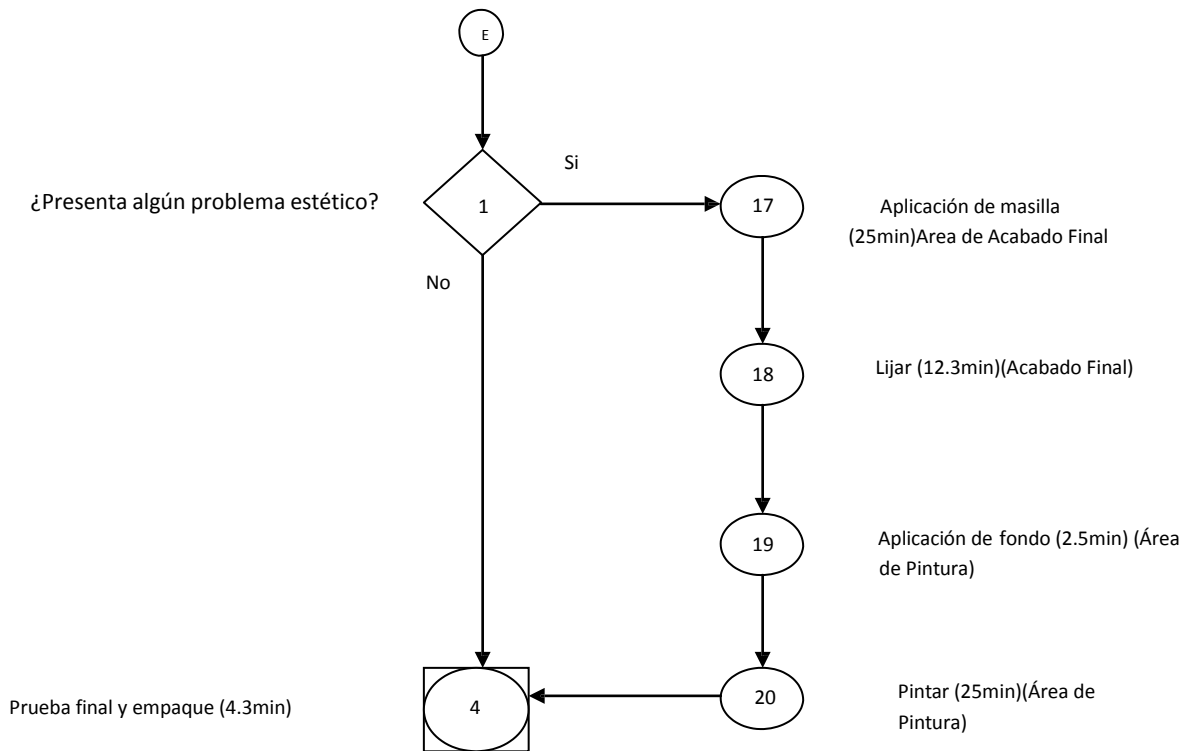 E
Si
¿Presenta algún problema estético?
1
17
Aplicación de masilla
(25min)Area de Acabado Final
No
18
Lijar (12.3min)(Acabado Final)
19
Aplicación de fondo (2.5min) (Área
de Pintura)
Prueba final y empaque (4.3min)
4
20
Pintar (25min)(Área de
Pintura)